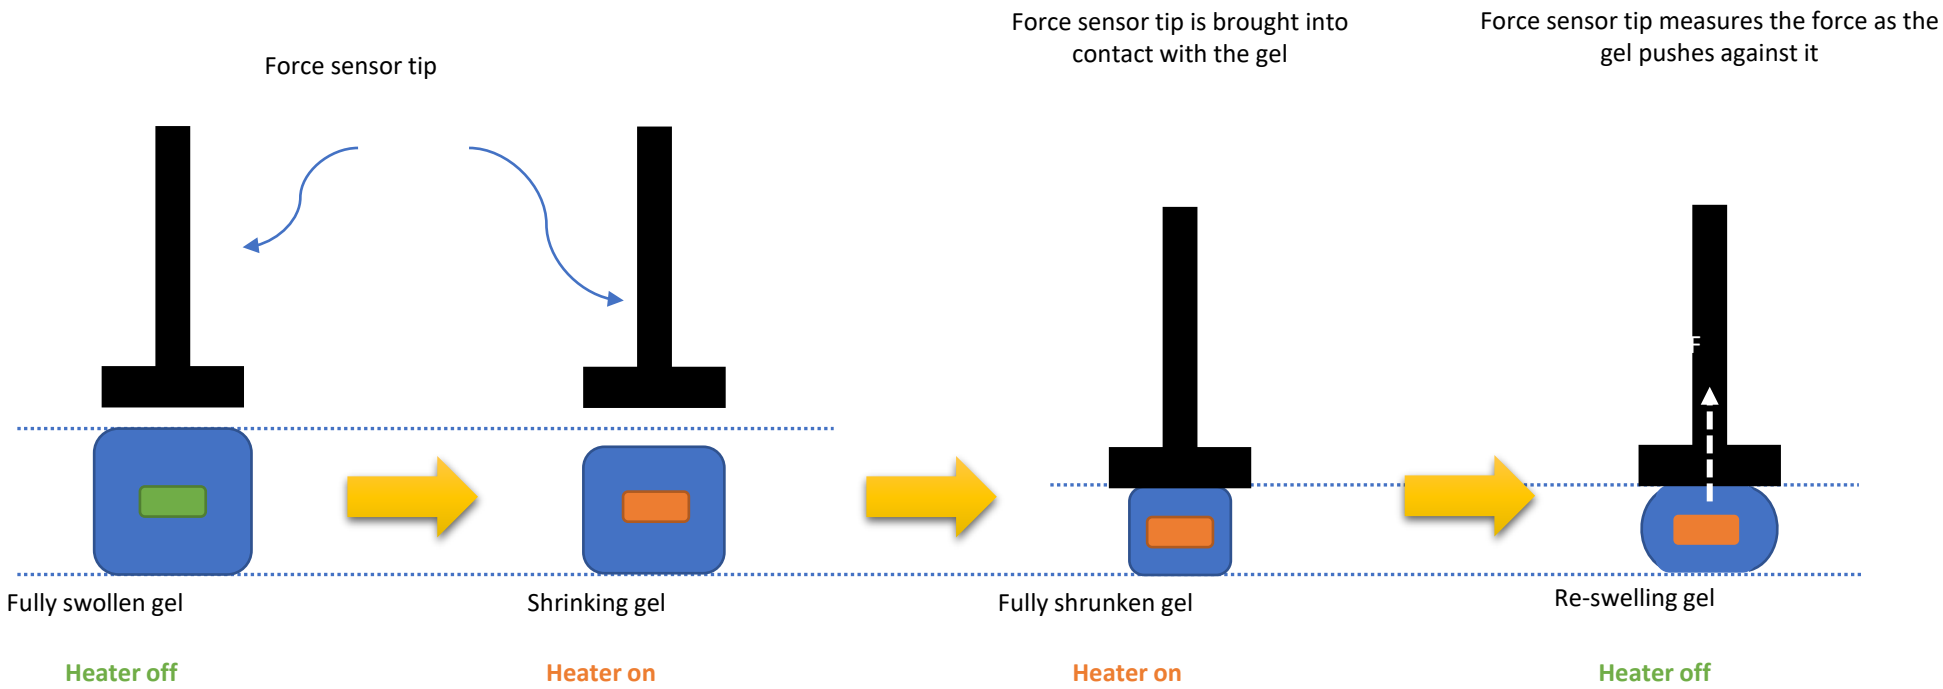 Force sensor tip
Force sensor tip is brought into
contact with the gel
Force sensor tip measures the force as the
gel pushes against it
F
Fully swollen gel
Shrinking gel
Fully shrunken gel
Re-swelling gel
Heater off
Heater on
Heater on
Heater off